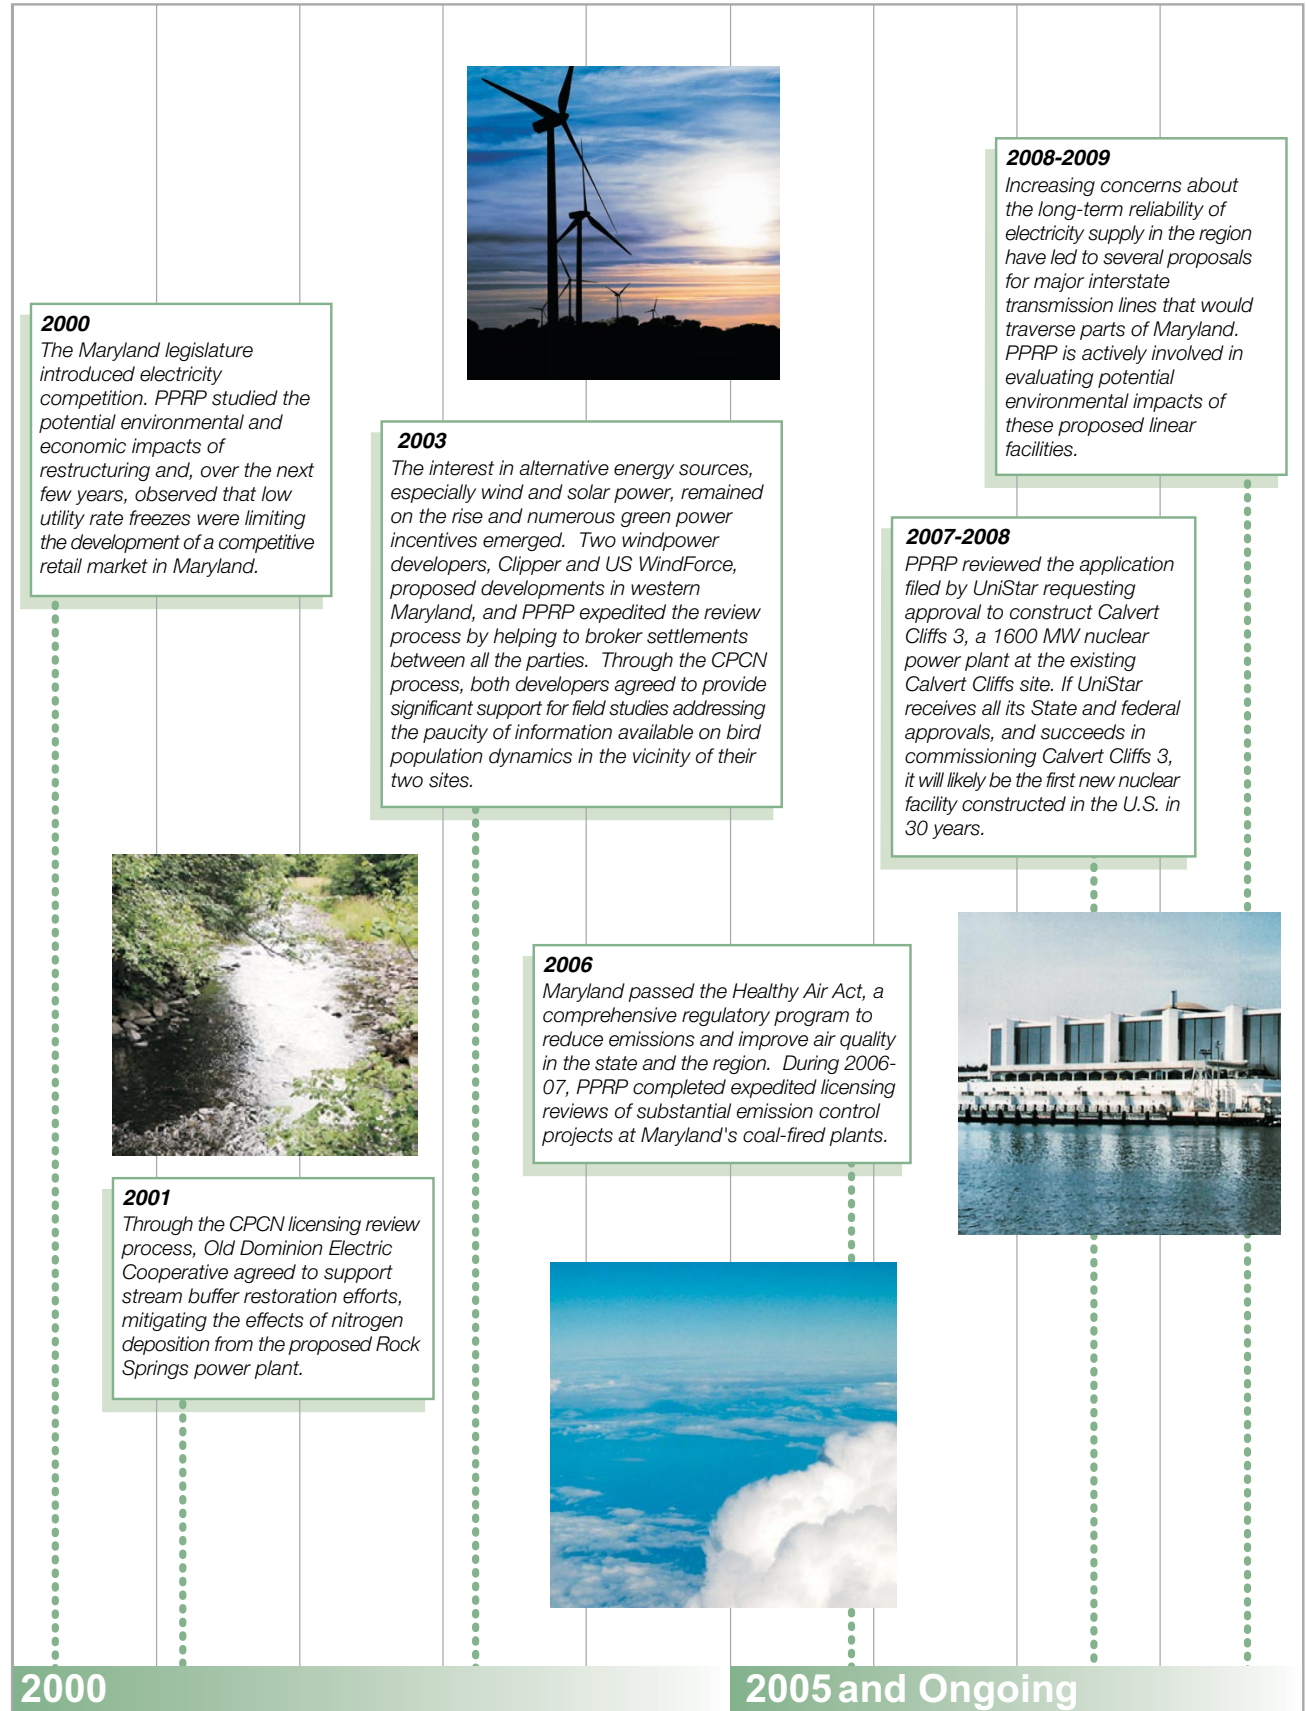 2000
The Maryland legislature
introduced electricity
competition. PPRP studied the
potential environmental and
economic impacts of
restructuring and, over the next
few years, observed that low
utility rate freezes were limiting
the development of a competitive
retail market in Maryland.
2001
Through the CPCN licensing review
process, Old Dominion Electric
Cooperative agreed to support
stream buffer restoration efforts,
mitigating the effects of nitrogen
deposition from the proposed Rock
Springs power plant.
2003
The interest in alternative energy sources,
especially wind and solar power, remained
on the rise and numerous green power
incentives emerged.  Two windpower
developers, Clipper and US WindForce,
proposed developments in western
Maryland, and PPRP expedited the review
process by helping to broker settlements
between all the parties.  Through the CPCN
process, both developers agreed to provide
significant support for field studies addressing
the paucity of information available on bird
population dynamics in the vicinity of their
two sites.
2006
Maryland passed the Healthy Air Act, a
comprehensive regulatory program to
reduce emissions and improve air quality
in the state and the region.  During 2006-
07, PPRP completed expedited licensing
reviews of substantial emission control
projects at Maryland's coal-fired plants.
2007-2008
PPRP reviewed the application
filed by UniStar requesting
approval to construct Calvert
Cliffs 3, a 1600 MW nuclear
power plant at the existing
Calvert Cliffs site. If UniStar
receives all its State and federal
approvals, and succeeds in
commissioning Calvert Cliffs 3,
it will likely be the first new nuclear
facility constructed in the U.S. in
30 years.
2008-2009
Increasing concerns about
the long-term reliability of
electricity supply in the region
have led to several proposals
for major interstate
transmission lines that would
traverse parts of Maryland.
PPRP is actively involved in
evaluating potential
environmental impacts of
these proposed linear
facilities.
2000
2005 and Ongoing